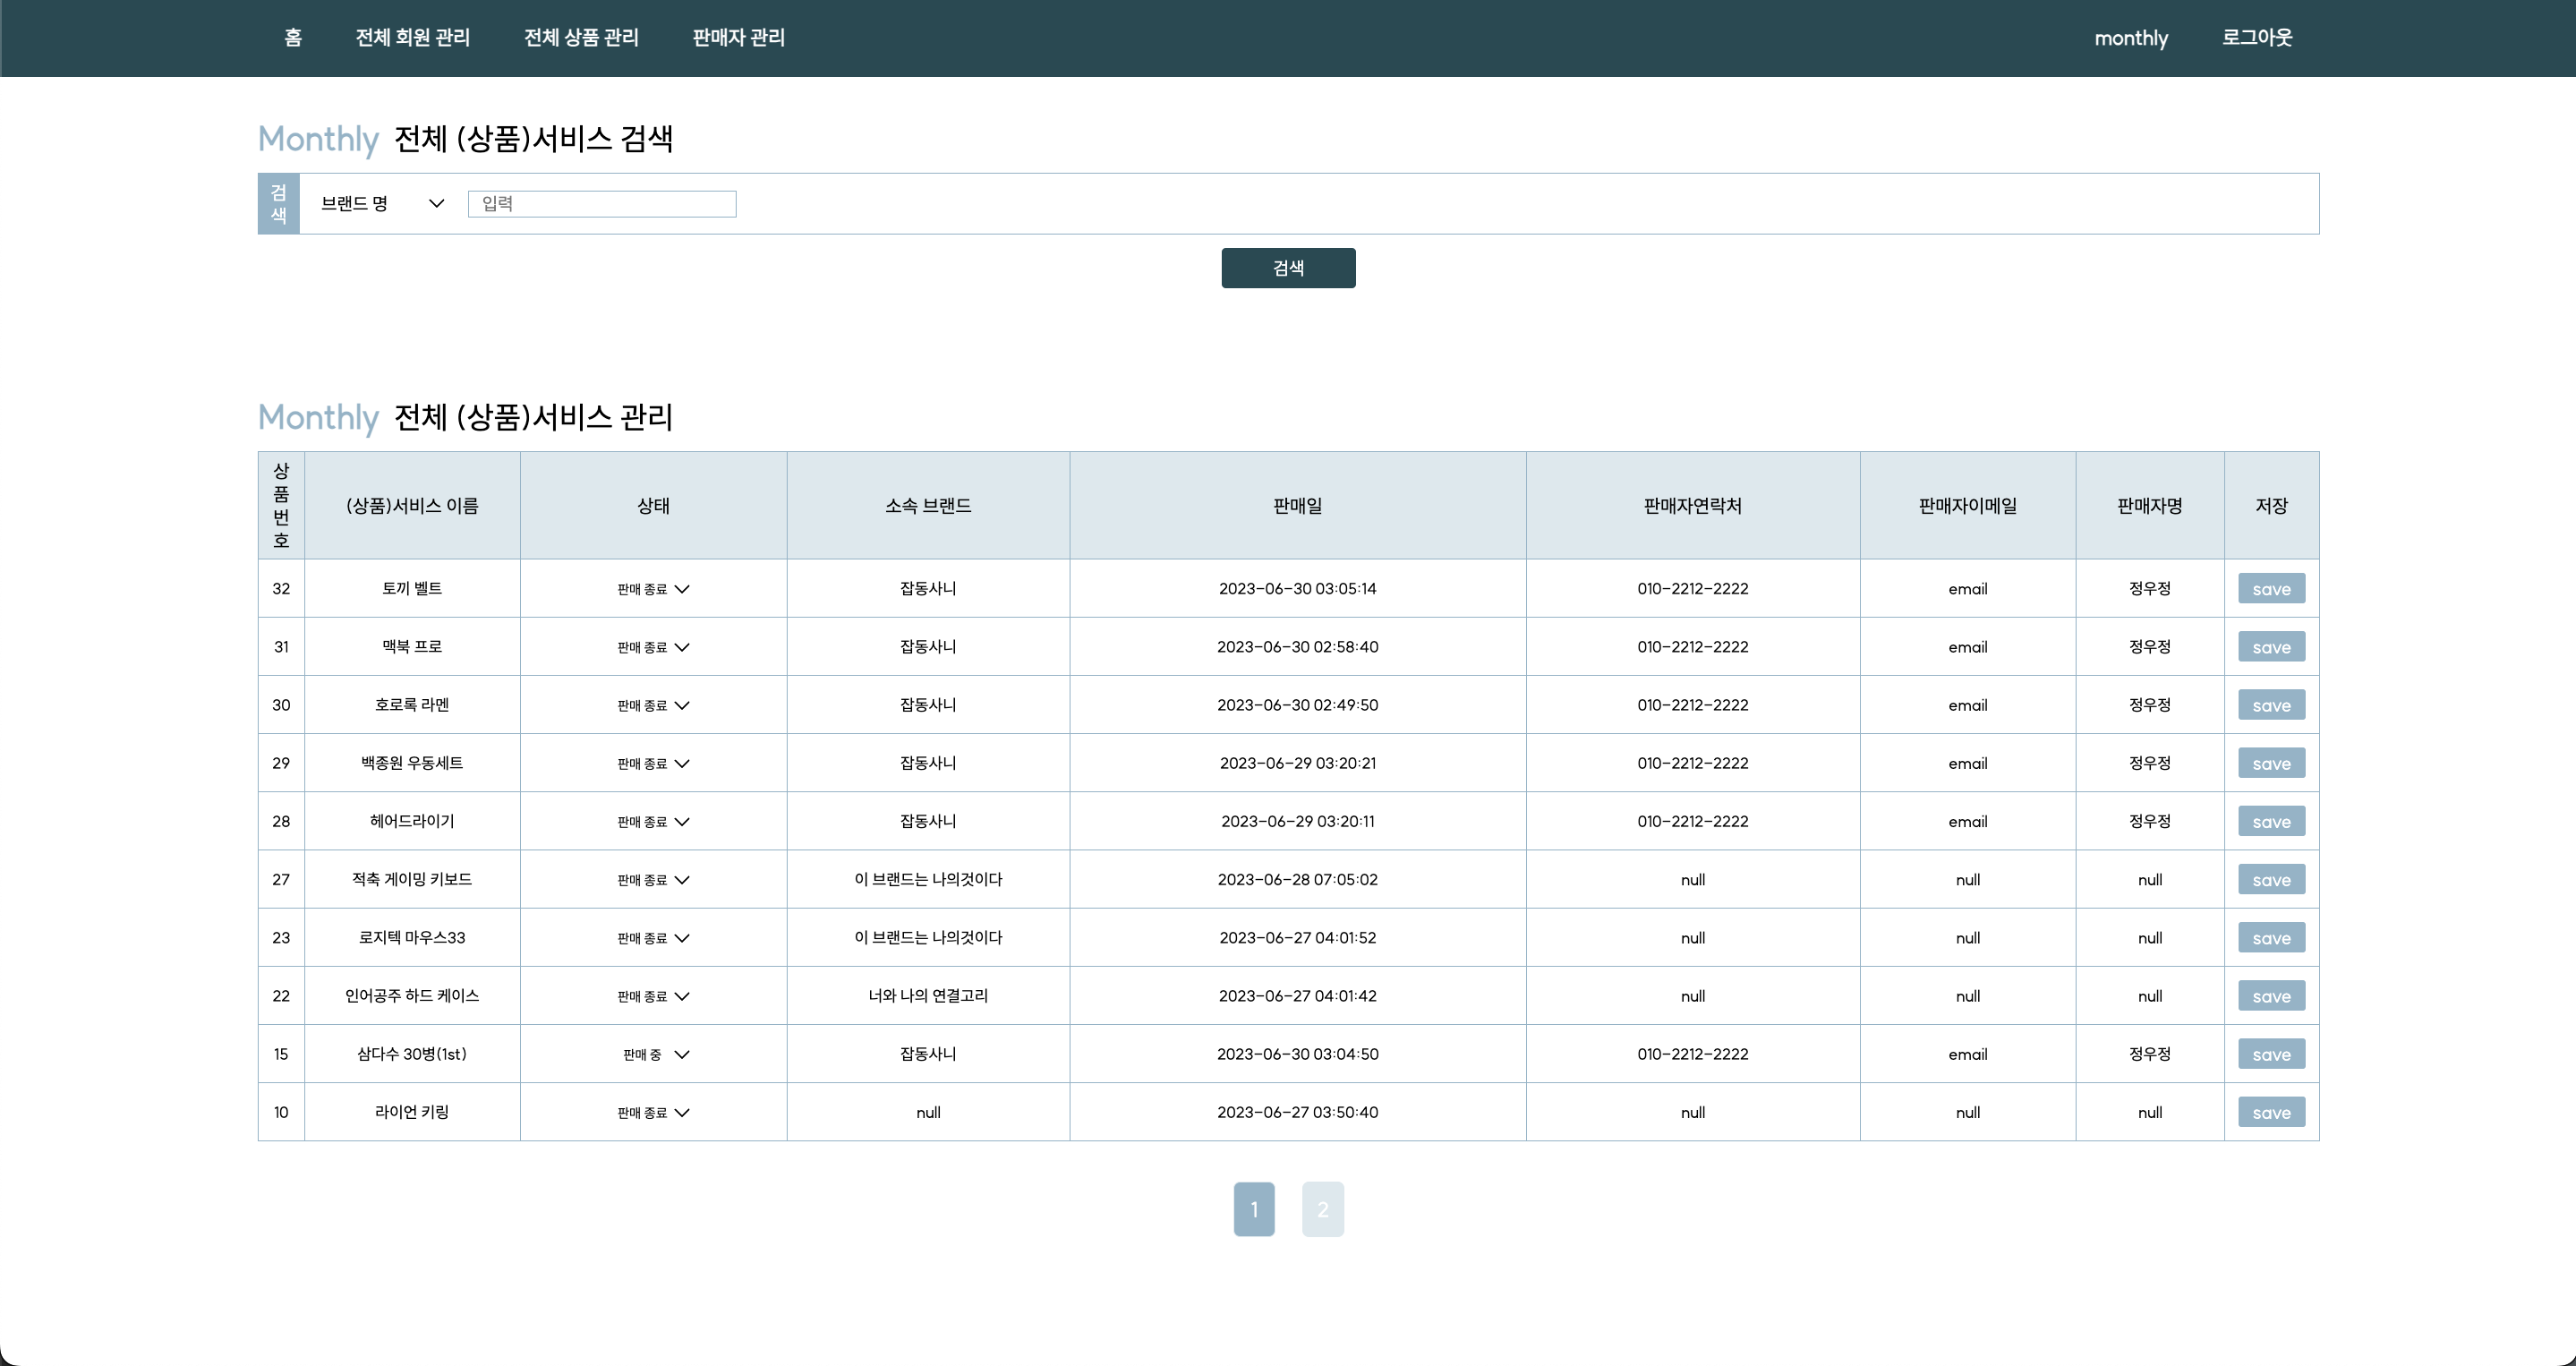 홈 전체 회원 관리 전체 상품 관리 판매자 관리 monthly 로그아웃
Monthly 전체 (상품)서비스 검색
검색 브랜드 명 입력
검색
Monthly 전체 (상품)서비스 관리
상품번호 (상품)서비스 이름 상태 소속 브랜드 판매일 판매자연락처 판매자이메일 판매자명 저장
32 토끼 벨트 판매 종료 잡동사니 2023-06-30 03:05:14 010-2212-2222 email 정우정 save
31 맥북 프로 판매 종료 잡동사니 2023-06-30 02:58:40 010-2212-2222 email 정우정 save
30 호로록 라멘 판매 종료 잡동사니 2023-06-30 02:49:50 010-2212-2222 email 정우정 save
29 백종원 우동세트 판매 종료 잡동사니 2023-06-29 03:20:21 010-2212-2222 email 정우정 save
28 헤어드라이기 판매 종료 잡동사니 2023-06-29 03:20:11 010-2212-2222 email 정우정 save
27 적축 게이밍 키보드 판매 종료 이 브랜드는 나의것이다 2023-06-28 07:05:02 null null null save
23 로지텍 마우스33 판매 종료 이 브랜드는 나의것이다 2023-06-27 04:01:52 null null null save
22 인어공주 하드 케이스 판매 종료 너와 나의 연결고리 2023-06-27 04:01:42 null null null save
15 삼다수 30병(1st) 판매 중 잡동사니 2023-06-30 03:04:50 010-2212-2222 email 정우정 save
10 라이언 키링 판매 종료 null 2023-06-27 03:50:40 null null null save
1 2